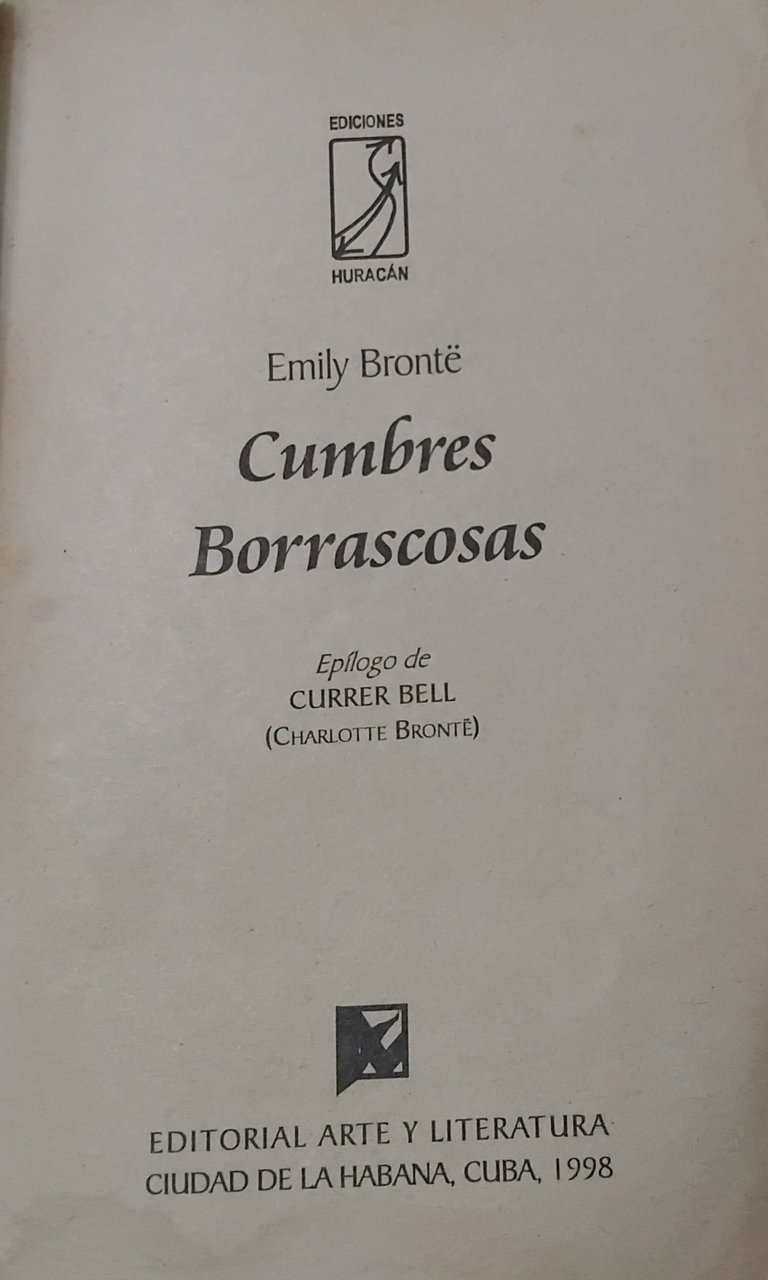 EDICIONES
HURACÁN
Emily Brontë
Cumbres
Borrascosas
Epílogo de
CURRER BELL
(CHARLOTTE BRONTË)
EDITORIAL ARTE Y LITERATURA
CIUDAD DE LA HABANA, CUBA, 1998